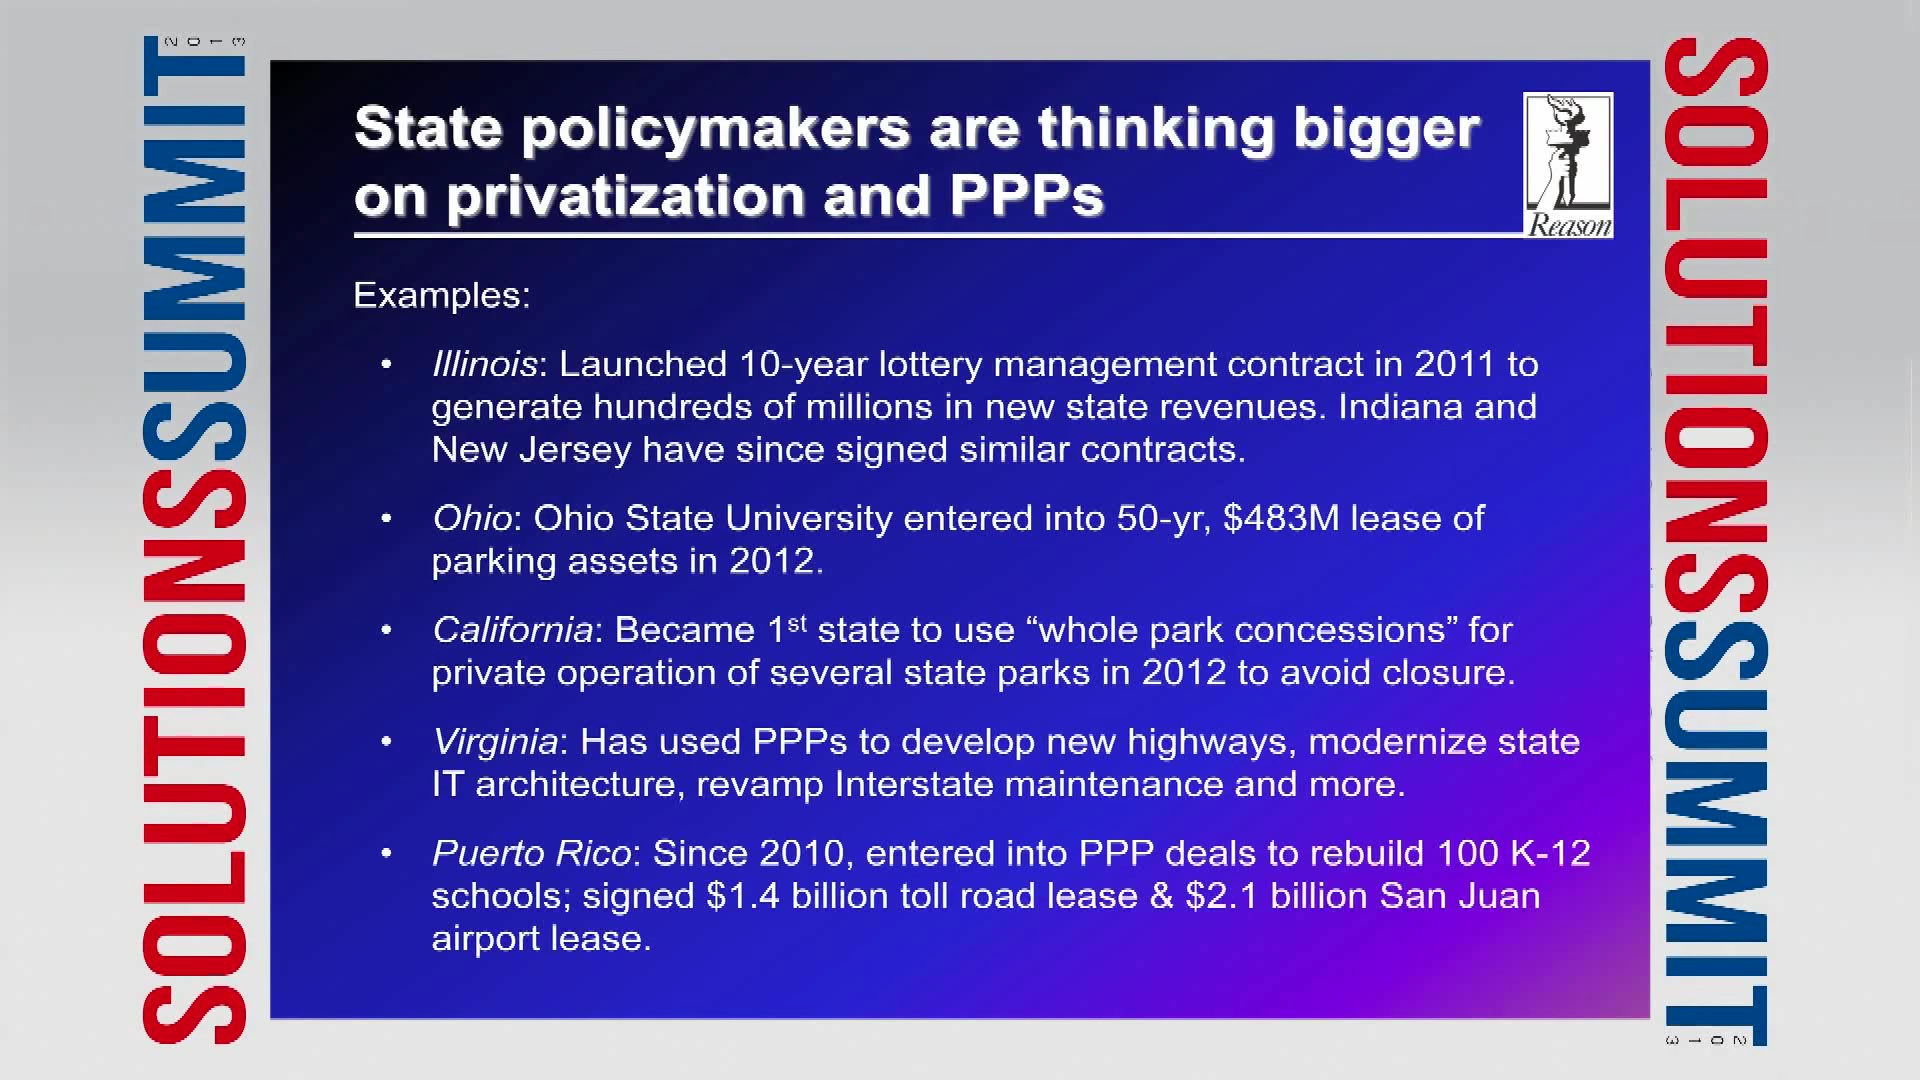 SOLUTIONSSUMMIT
2013
State policymakers are thinking bigger
on privatization and PPPs
Reason
Examples:
• Illinois: Launched 10-year lottery management contract in 2011 to
generate hundreds of millions in new state revenues. Indiana and
New Jersey have since signed similar contracts.
• Ohio: Ohio State University entered into 50-yr, $483M lease of
parking assets in 2012.
• California: Became 1st state to use “whole park concessions” for
private operation of several state parks in 2012 to avoid closure.
• Virginia: Has used PPPs to develop new highways, modernize state
IT architecture, revamp Interstate maintenance and more.
• Puerto Rico: Since 2010, entered into PPP deals to rebuild 100 K-12
schools; signed $1.4 billion toll road lease & $2.1 billion San Juan
airport lease.
SOLUTIONSSUMMIT
2013